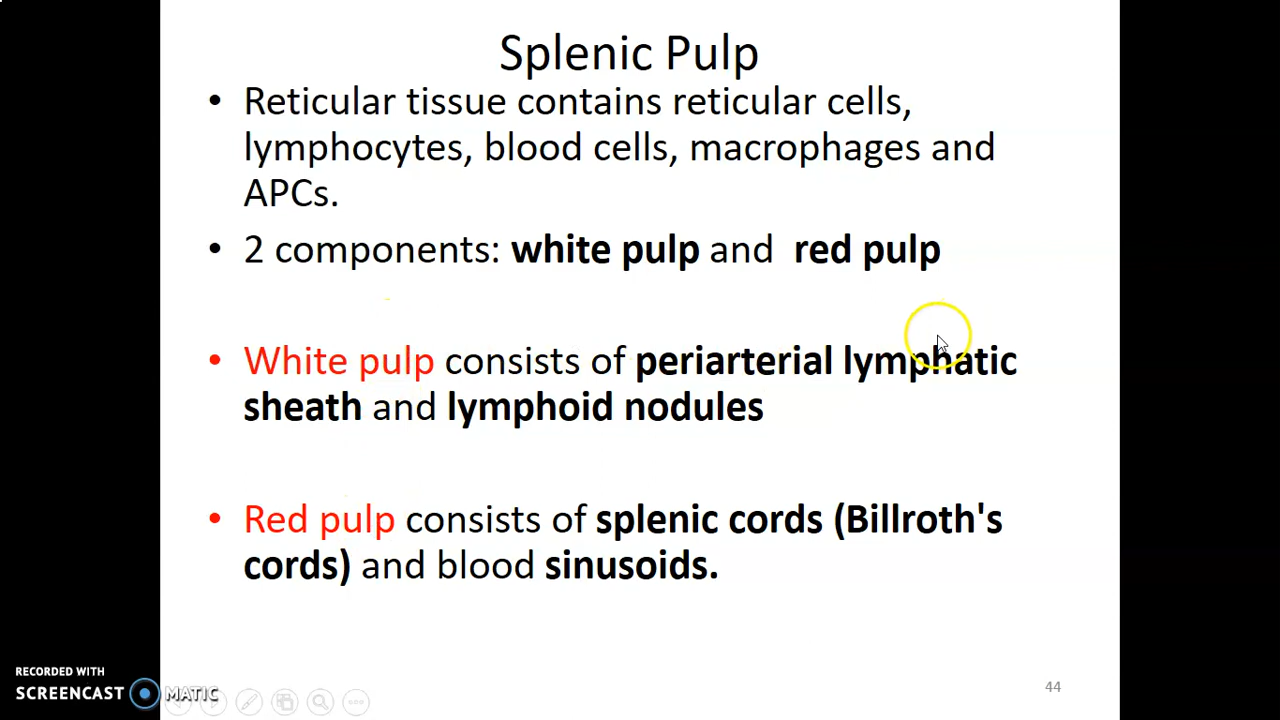 Splenic Pulp
• Reticular tissue contains reticular cells,
lymphocytes, blood cells, macrophages and
APCs.
• 2 components: white pulp and red pulp
• White pulp consists of periarterial lymphatic
sheath and lymphoid nodules
• Red pulp consists of splenic cords (Billroth's
cords) and blood sinusoids.
RECORDED WITH
SCREENCAST MATIC
44